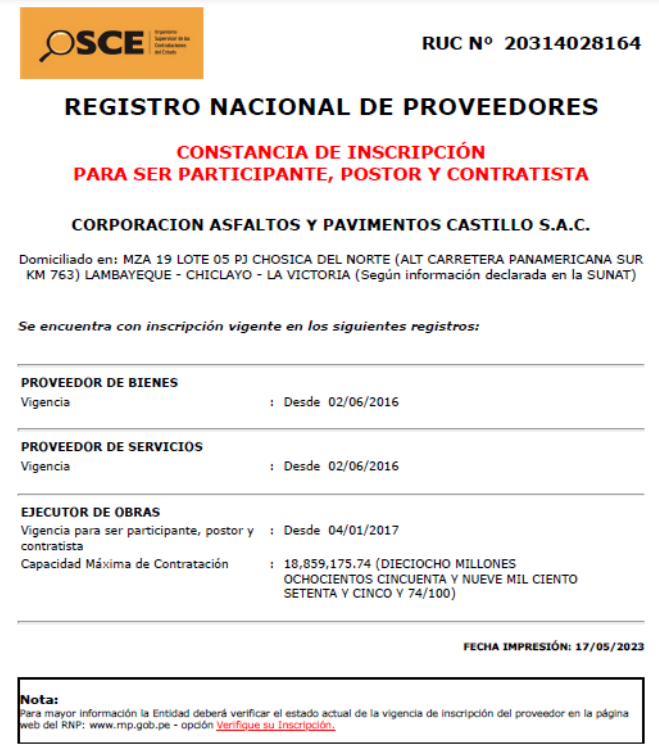 OSCE
Organismo
Supervisor de las
Contrataciones
del Estado
RUC Nº 20314028164
REGISTRO NACIONAL DE PROVEEDORES
CONSTANCIA DE INSCRIPCIÓN
PARA SER PARTICIPANTE, POSTOR Y CONTRATISTA
CORPORACION ASFALTOS Y PAVIMENTOS CASTILLO S.A.C.
Domiciliado en: MZA 19 LOTE 05 PJ CHOSICA DEL NORTE (ALT CARRETERA PANAMERICANA SUR
KM 763) LAMBAYEQUE - CHICLAYO - LA VICTORIA (Según información declarada en la SUNAT)
Se encuentra con inscripción vigente en los siguientes registros:
PROVEEDOR DE BIENES
Vigencia : Desde 02/06/2016
PROVEEDOR DE SERVICIOS
Vigencia : Desde 02/06/2016
EJECUTOR DE OBRAS
Vigencia para ser participante, postor y : Desde 04/01/2017
contratista
Capacidad Máxima de Contratación : 18,859,175.74 (DIECIOCHO MILLONES
OCHOCIENTOS CINCUENTA Y NUEVE MIL CIENTO
SETENTA Y CINCO Y 74/100)
FECHA IMPRESIÓN: 17/05/2023
Nota:
Para mayor información la Entidad deberá verificar el estado actual de la vigencia de inscripción del proveedor en la página
web del RNP: www.mp.gob.pe - opción Verifique su Inscripción.